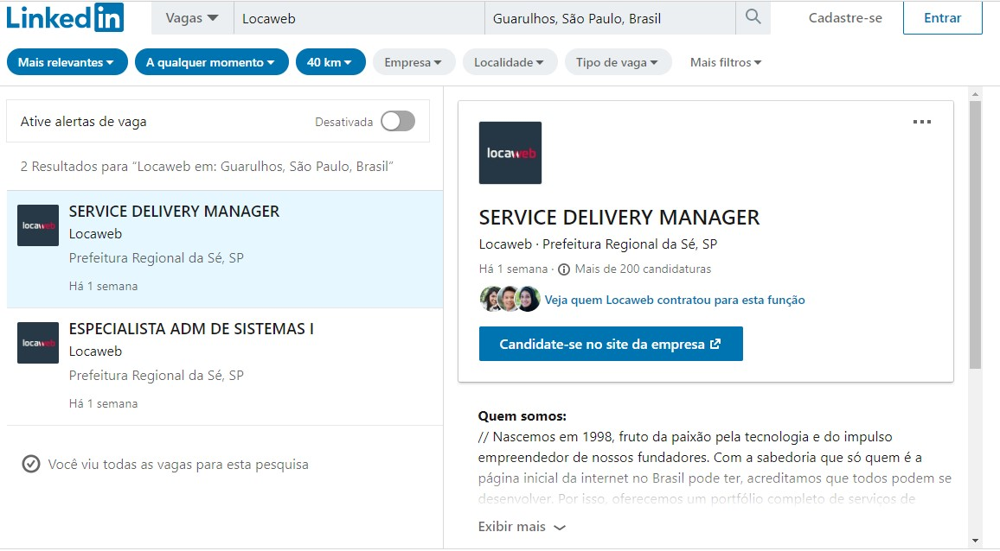 Linked in
Vagas
Locaweb
Guarulhos, São Paulo, Brasil
Cadastre-se
Entrar
Mais relevantes
A qualquer momento
40 km
Empresa
Localidade
Tipo de vaga
Mais filtros
Ative alertas de vaga
Desativada
2 Resultados para “Locaweb em: Guarulhos, São Paulo, Brasil”
locaweb
SERVICE DELIVERY MANAGER
Locaweb
Prefeitura Regional da Sé, SP
Há 1 semana
locaweb
ESPECIALISTA ADM DE SISTEMAS I
Locaweb
Prefeitura Regional da Sé, SP
Há 1 semana
Você viu todas as vagas para esta pesquisa
locaweb
SERVICE DELIVERY MANAGER
Locaweb · Prefeitura Regional da Sé, SP
Há 1 semana · Mais de 200 candidaturas
Veja quem Locaweb contratou para esta função
Candidate-se no site da empresa
Quem somos:
// Nascemos em 1998, fruto da paixão pela tecnologia e do impulso
empreendedor de nossos fundadores. Com a sabedoria que só quem é a
página inicial da internet no Brasil pode ter, acreditamos que todos podem se
desenvolver. Por isso, oferecemos um portfólio completo de serviços de
Exibir mais